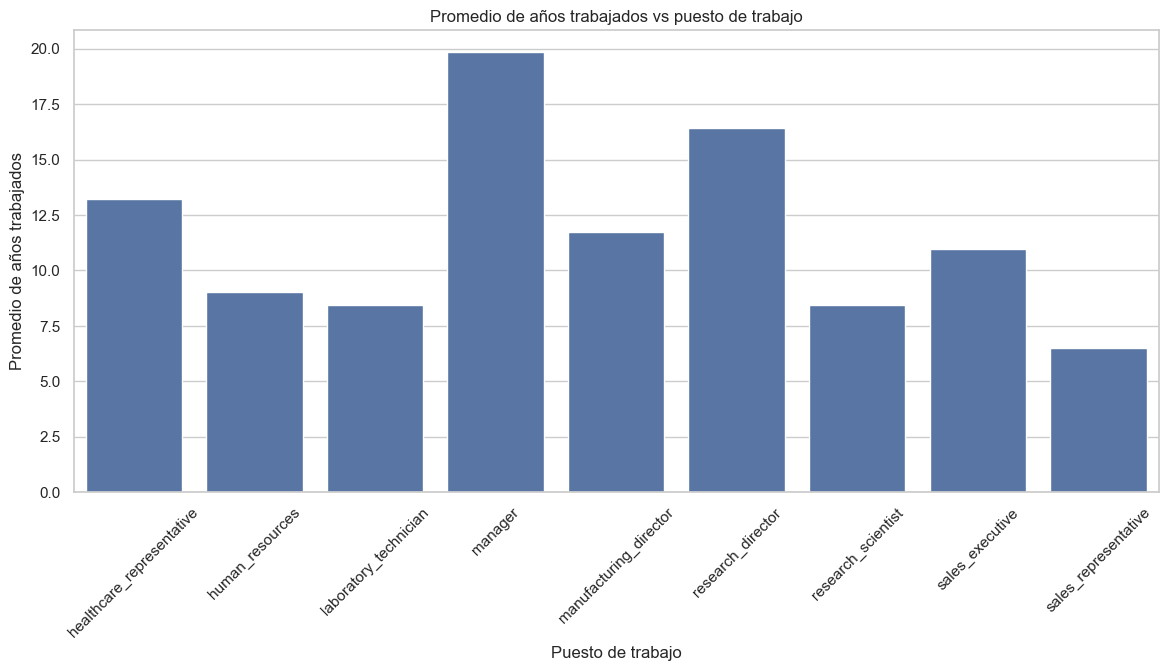 Promedio de años trabajados vs puesto de trabajo
Promedio de años trabajados
20.0
17.5
15.0
12.5
10.0
7.5
5.0
2.5
0.0
healthcare_representative
human_resources
laboratory_technician
manager
manufacturing_director
research_director
research_scientist
sales_executive
sales_representative
Puesto de trabajo